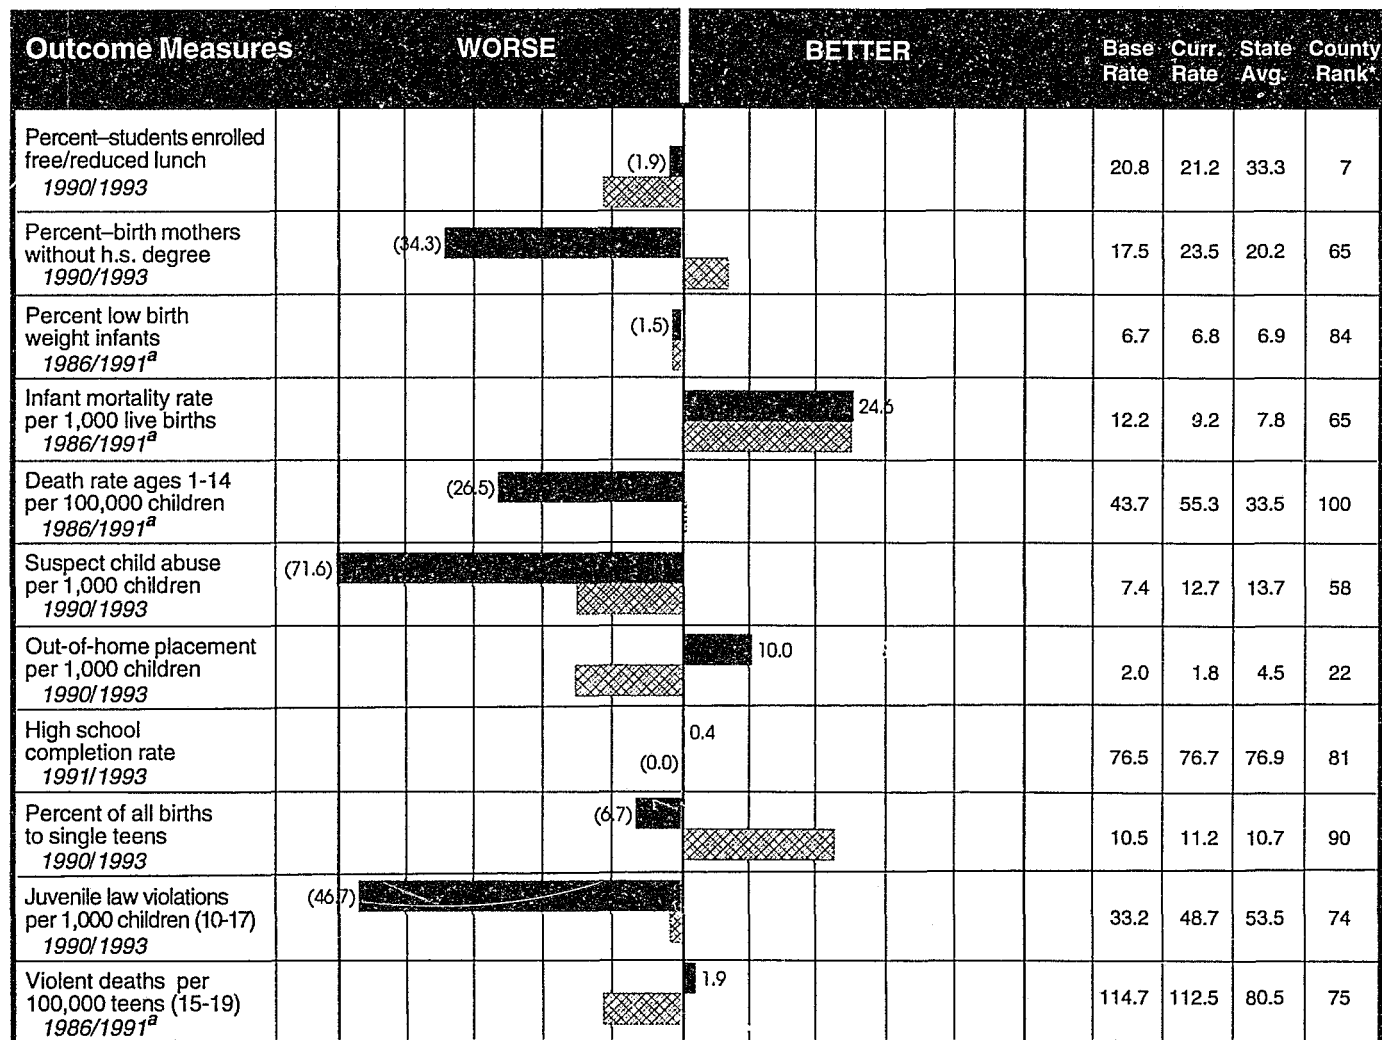 Outcome Measures WORSE BETTER Base Rate Curr. Rate State Avg. County Rank*
Percent–students enrolled
free/reduced lunch
1990/1993
(1.9) 20.8 21.2 33.3 7
Percent–birth mothers
without h.s. degree
1990/1993
(34.3) 17.5 23.5 20.2 65
Percent low birth
weight infants
1986/1991a
(1.5) 6.7 6.8 6.9 84
Infant mortality rate
per 1,000 live births
1986/1991a
24.6 12.2 9.2 7.8 65
Death rate ages 1-14
per 100,000 children
1986/1991a
(26.5) 43.7 55.3 33.5 100
Suspect child abuse
per 1,000 children
1990/1993
(71.6) 7.4 12.7 13.7 58
Out-of-home placement
per 1,000 children
1990/1993
10.0 2.0 1.8 4.5 22
High school
completion rate
1991/1993
0.4
(0.0) 76.5 76.7 76.9 81
Percent of all births
to single teens
1990/1993
(6.7) 10.5 11.2 10.7 90
Juvenile law violations
per 1,000 children (10-17)
1990/1993
(46.7) 33.2 48.7 53.5 74
Violent deaths per
100,000 teens (15-19)
1986/1991a
1.9 114.7 112.5 80.5 75